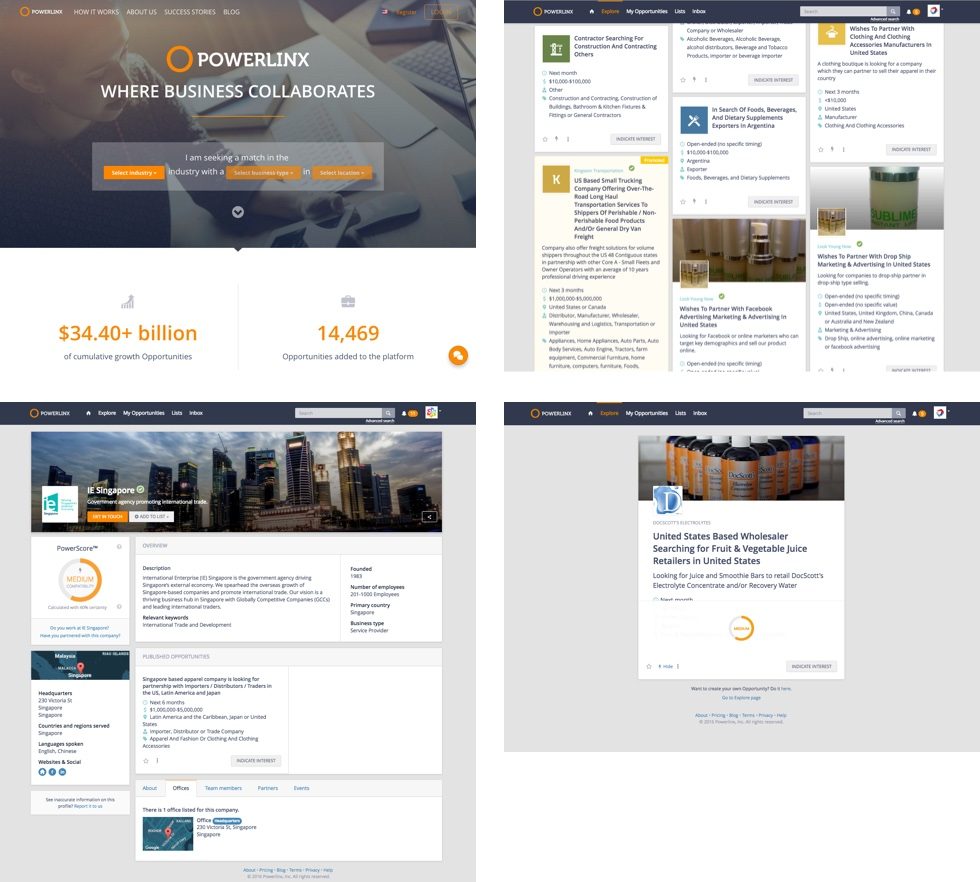 POWERLINX
HOW IT WORKS ABOUT US SUCCESS STORIES BLOG
Register
LOG IN
POWERLINX
WHERE BUSINESS COLLABORATES
I am seeking a match in the
Select industry industry with a Select business type in Select location
$34.40+ billion
of cumulative growth Opportunities
14,469
Opportunities added to the platform
POWERLINX
Explore My Opportunities Lists Inbox
Search
Advanced search
Contractor Searching For
Construction And Contracting
Others
Next month
$10,000-$100,000
Other
Construction and Contracting, Construction of
Buildings, Bathroom & Kitchen Fixtures &
Fittings or General Contractors
INDICATE INTEREST
Promoted
K
Kingsom Transportation
US Based Small Trucking
Company Offering Over-The-
Road Long Haul
Transportation Services To
Shippers Of Perishable / Non-
Perishable Food Products
And/Or General Dry Van
Freight
Company also offer freight solutions for volume
shippers throughout the US 48 Contiguous states
in partnership with other Core A - Small Fleets and
Owner Operators with an average of 10 years
professional driving experience
Next 3 months
$1,000,000-$5,000,000
United States or Canada
Distributor, Manufacturer, Wholesaler,
Warehousing and Logistics, Transportation or
Importer
Appliances, Home Appliances, Auto Parts, Auto
Body Services, Auto Engine, Tractors, farm
equipment, Commercial Furniture, home
furniture, computers, furniture, Foods,
Company or Wholesaler
Alcoholic Beverages, Alcoholic Beverage,
alcohol distributors, Beverage and Tobacco
Products, Importer or beverage importer
INDICATE INTEREST
In Search Of Foods, Beverages,
And Dietary Supplements
Exporters In Argentina
Open-ended (no specific timing)
$10,000-$100,000
Argentina
Exporter
Foods, Beverages, and Dietary Supplements
INDICATE INTEREST
Look Young Now
Wishes To Partner With Facebook
Advertising Marketing & Advertising In
United States
Looking for Facebook or online marketers who can
target key demographics and sell our product
online.
Open-ended (no specific timing)
Wishes To Partner With
Clothing And Clothing
Accessories Manufacturers In
United States
A clothing boutique is looking for a company
which they can partner to sell their apparel in their
country
Next 3 months
<$10,000
United States
Manufacturer
Clothing And Clothing Accessories
INDICATE INTEREST
SUBLIME
Look Young Now
Wishes To Partner With Drop Ship
Marketing & Advertising In United States
Looking for companies to drop-ship partner in
drop-ship type selling.
Open-ended (no specific timing)
Open-ended (no specific value)
United States, United Kingdom, China, Canada
or Australia and New Zealand
Marketing & Advertising
Drop Ship, online advertising, online marketing
or facebook advertising
POWERLINX
Explore My Opportunities Lists Inbox
Search
11
Advanced search
IE Singapore
Government agency promoting international trade.
GET IN TOUCH
ADD TO LIST
PowerScore™
MEDIUM
COMPATIBILITY
Calculated with 60% certainty
Do you work at IE Singapore?
Have you partnered with this company?
Malaysia
RIAU ISLANDS
Singapore
Headquarters
230 Victoria St
Singapore
Singapore
Countries and regions served
Singapore
Languages spoken
English, Chinese
Websites & Social
See inaccurate information on this
profile? Report it to us
OVERVIEW
Description
International Enterprise (IE) Singapore is the government agency driving
Singapore's external economy. We spearhead the overseas growth of
Singapore-based companies and promote international trade. Our vision is a
thriving business hub in Singapore with Globally Competitive Companies (GCCs)
and leading international traders.
Relevant keywords
International Trade and Development
Founded
1983
Number of employees
201-1000 Employees
Primary country
Singapore
Business type
Service Provider
PUBLISHED OPPORTUNITIES
Singapore based apparel company is looking for
partnership with Importers / Distributors / Traders in
the US, Latin America and Japan
Next 6 months
$1,000,000-$5,000,000
Latin America and the Caribbean, Japan or United
States
Importer, Distributor or Trade Company
Apparel And Fashion Or Clothing And Clothing
Accessories
INDICATE INTEREST
About Offices Team members Partners Events
There is 1 office listed for this company.
Office Headquarters
230 Victoria St, Singapore
Singapore
Google
About · Pricing · Blog · Terms · Privacy · Help
© 2016 Powerlinx, Inc. All rights reserved.
POWERLINX
Explore My Opportunities Lists Inbox
Search
Advanced search
DOCSCOTT'S ELECTROLYTES
United States Based Wholesaler
Searching for Fruit & Vegetable Juice
Retailers in United States
Looking for Juice and Smoothie Bars to retail DocScott's
Electrolyte Concentrate and/or Recovery Water
Next month
MEDIUM
Hide
INDICATE INTEREST
Want to create your own Opportunity? Do it here.
Go to Explore page
About · Pricing · Blog · Terms · Privacy · Help
© 2016 Powerlinx, Inc. All rights reserved.